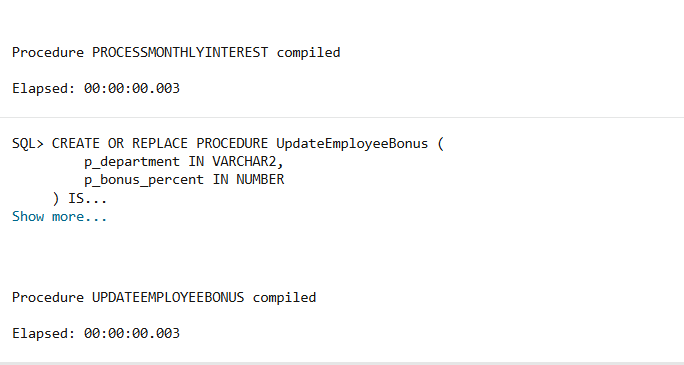 Procedure PROCESSMONTHLYINTEREST compiled
Elapsed: 00:00:00.003
SQL> CREATE OR REPLACE PROCEDURE UpdateEmployeeBonus (
p_department IN VARCHAR2,
p_bonus_percent IN NUMBER
) IS...
Show more...
Procedure UPDATEEMPLOYEEBONUS compiled
Elapsed: 00:00:00.003